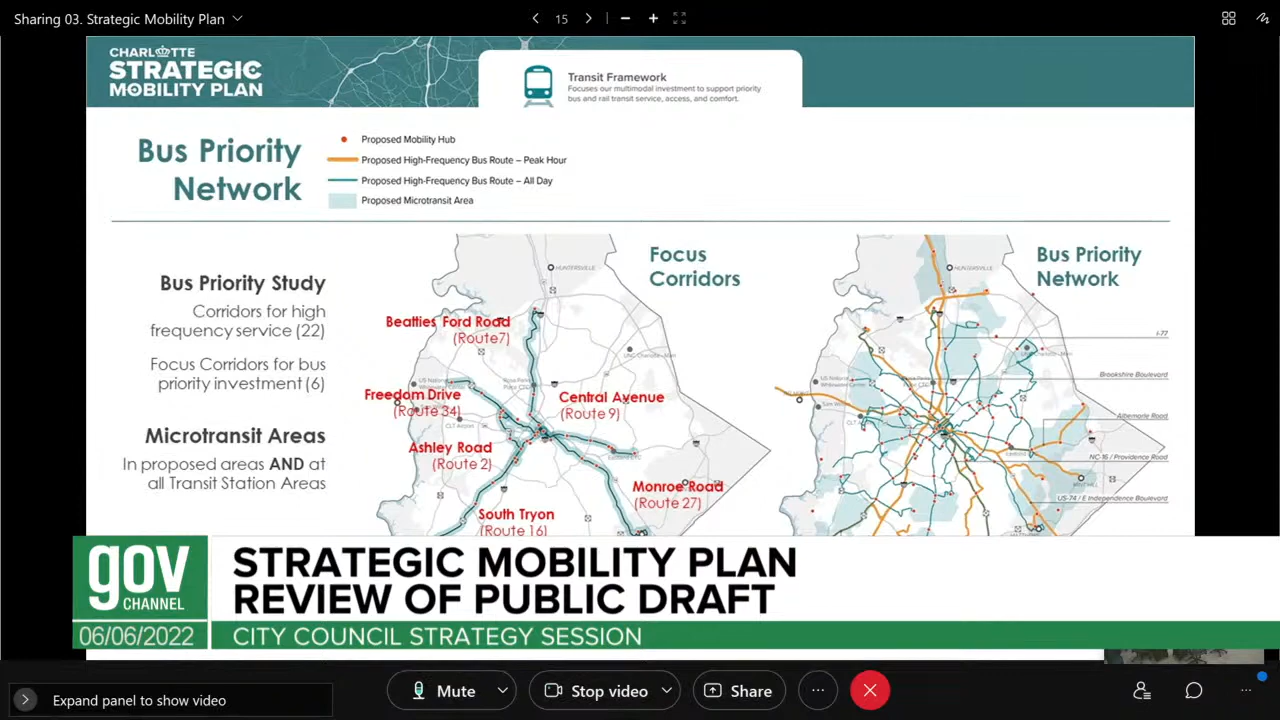 Sharing 03. Strategic Mobility Plan
15
CHARLOTTE
STRATEGIC
MOBILITY PLAN
Transit Framework
Focuses our multimodal investment to support priority
bus and rail transit service, access, and comfort.
Bus Priority
Network
Proposed Mobility Hub
Proposed High-Frequency Bus Route – Peak Hour
Proposed High-Frequency Bus Route – All Day
Proposed Microtransit Area
Bus Priority Study
Corridors for high
frequency service (22)
Focus Corridors for bus
priority investment (6)
Microtransit Areas
In proposed areas AND at
all Transit Station Areas
Focus
Corridors
HUNTERSVILLE
Beatties Ford Road
(Route7)
Freedom Drive
(Route 34)
Central Avenue
(Route 9)
Ashley Road
(Route 2)
Monroe Road
(Route 27)
South Tryon
(Route 16)
Bus Priority
Network
HUNTERSVILLE
I-77
Brookshire Boulevard
Albemarle Road
NC-16 / Providence Road
US-74 / E Independence Boulevard
gov
CHANNEL
06/06/2022
STRATEGIC MOBILITY PLAN
REVIEW OF PUBLIC DRAFT
CITY COUNCIL STRATEGY SESSION
Expand panel to show video
Mute
Stop video
Share